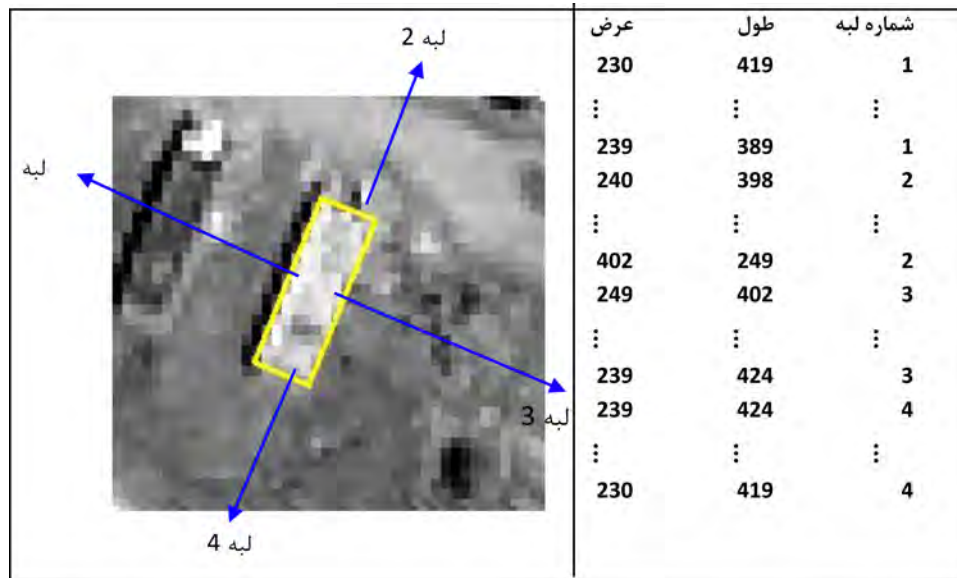 لبه 2
لبه
لبه 3
لبه 4
شماره لبه طول عرض
1 419 230
⋮ ⋮ ⋮
1 389 239
2 398 240
⋮ ⋮ ⋮
2 249 402
3 402 249
⋮ ⋮ ⋮
3 424 239
4 424 239
⋮ ⋮ ⋮
4 419 230